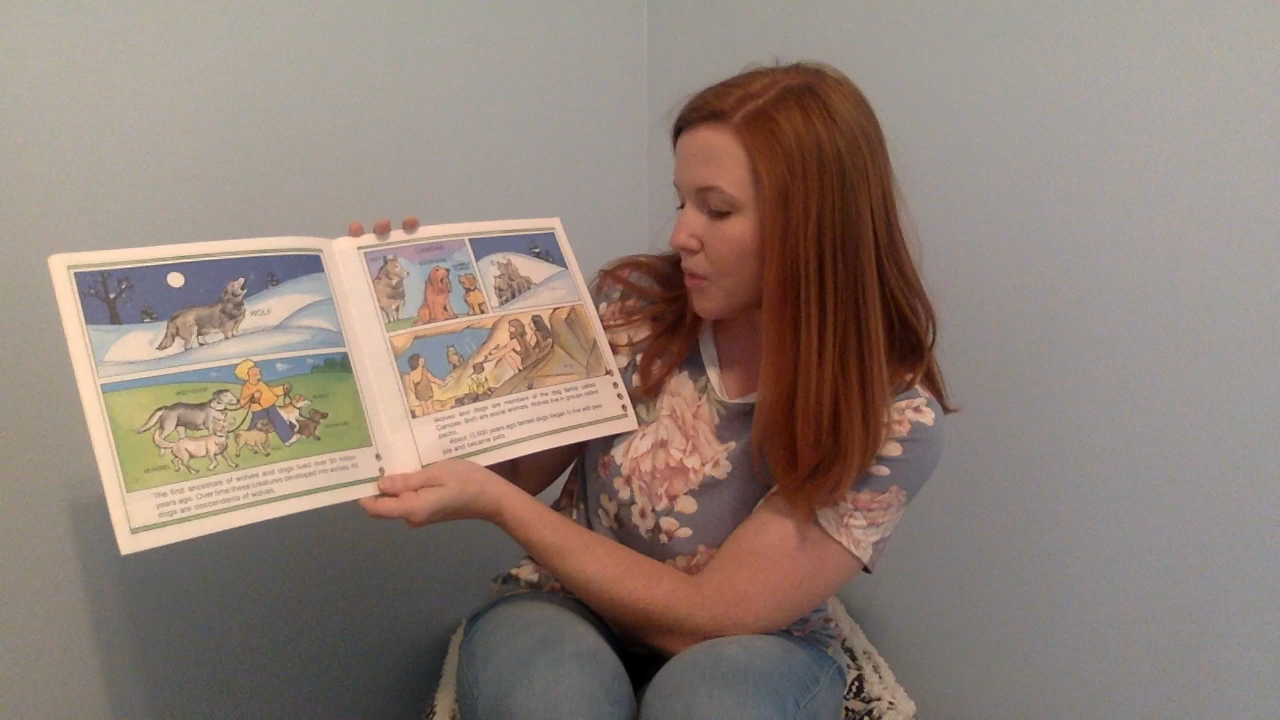 WOLF
The first ancestors of wolves and dogs lived over 50 million
years ago. Over time these creatures developed into wolves. All
dogs are descendents of wolves.
CANIDAE
Wolves and dogs are members of the dog family called
Canidae. Both are social animals. Wolves live in groups called
packs.
About 12,000 years ago tamed dogs began to live with people
and became pets.